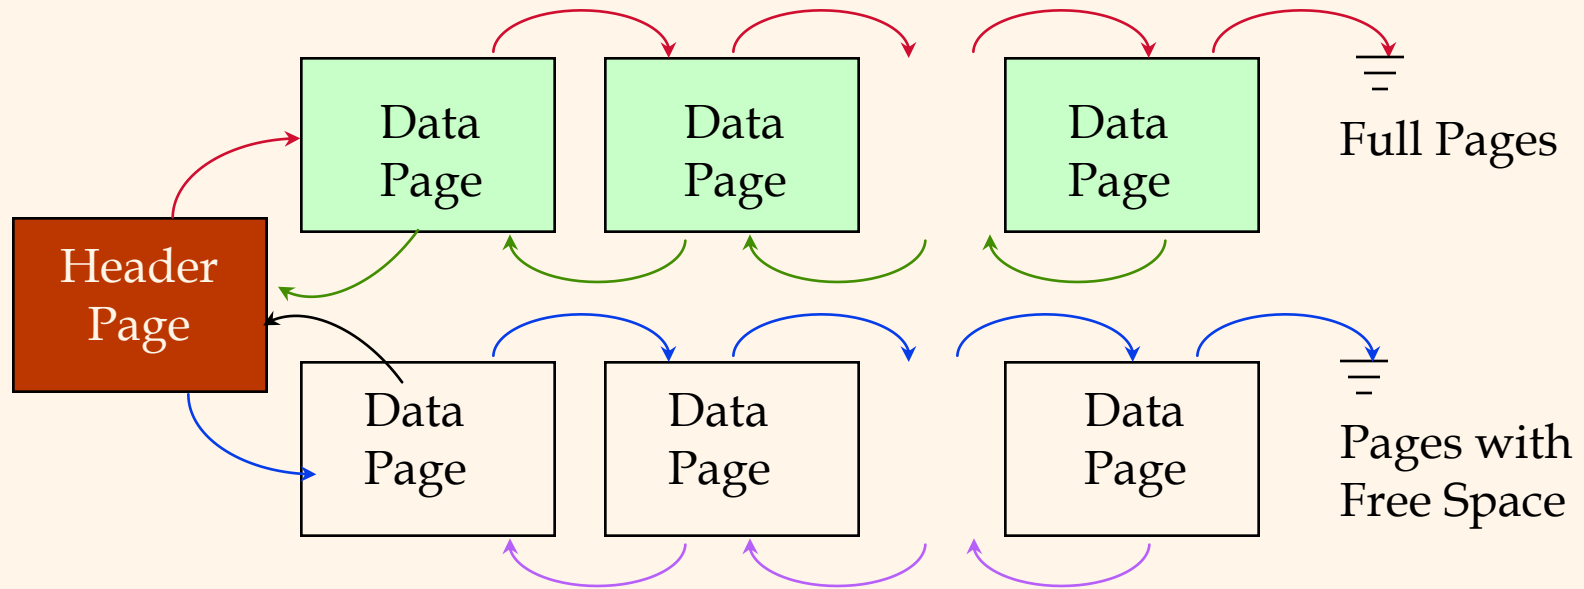 Data
Page
Data
Page
Data
Page
Full Pages
Header
Page
Data
Page
Data
Page
Data
Page
Pages with
Free Space